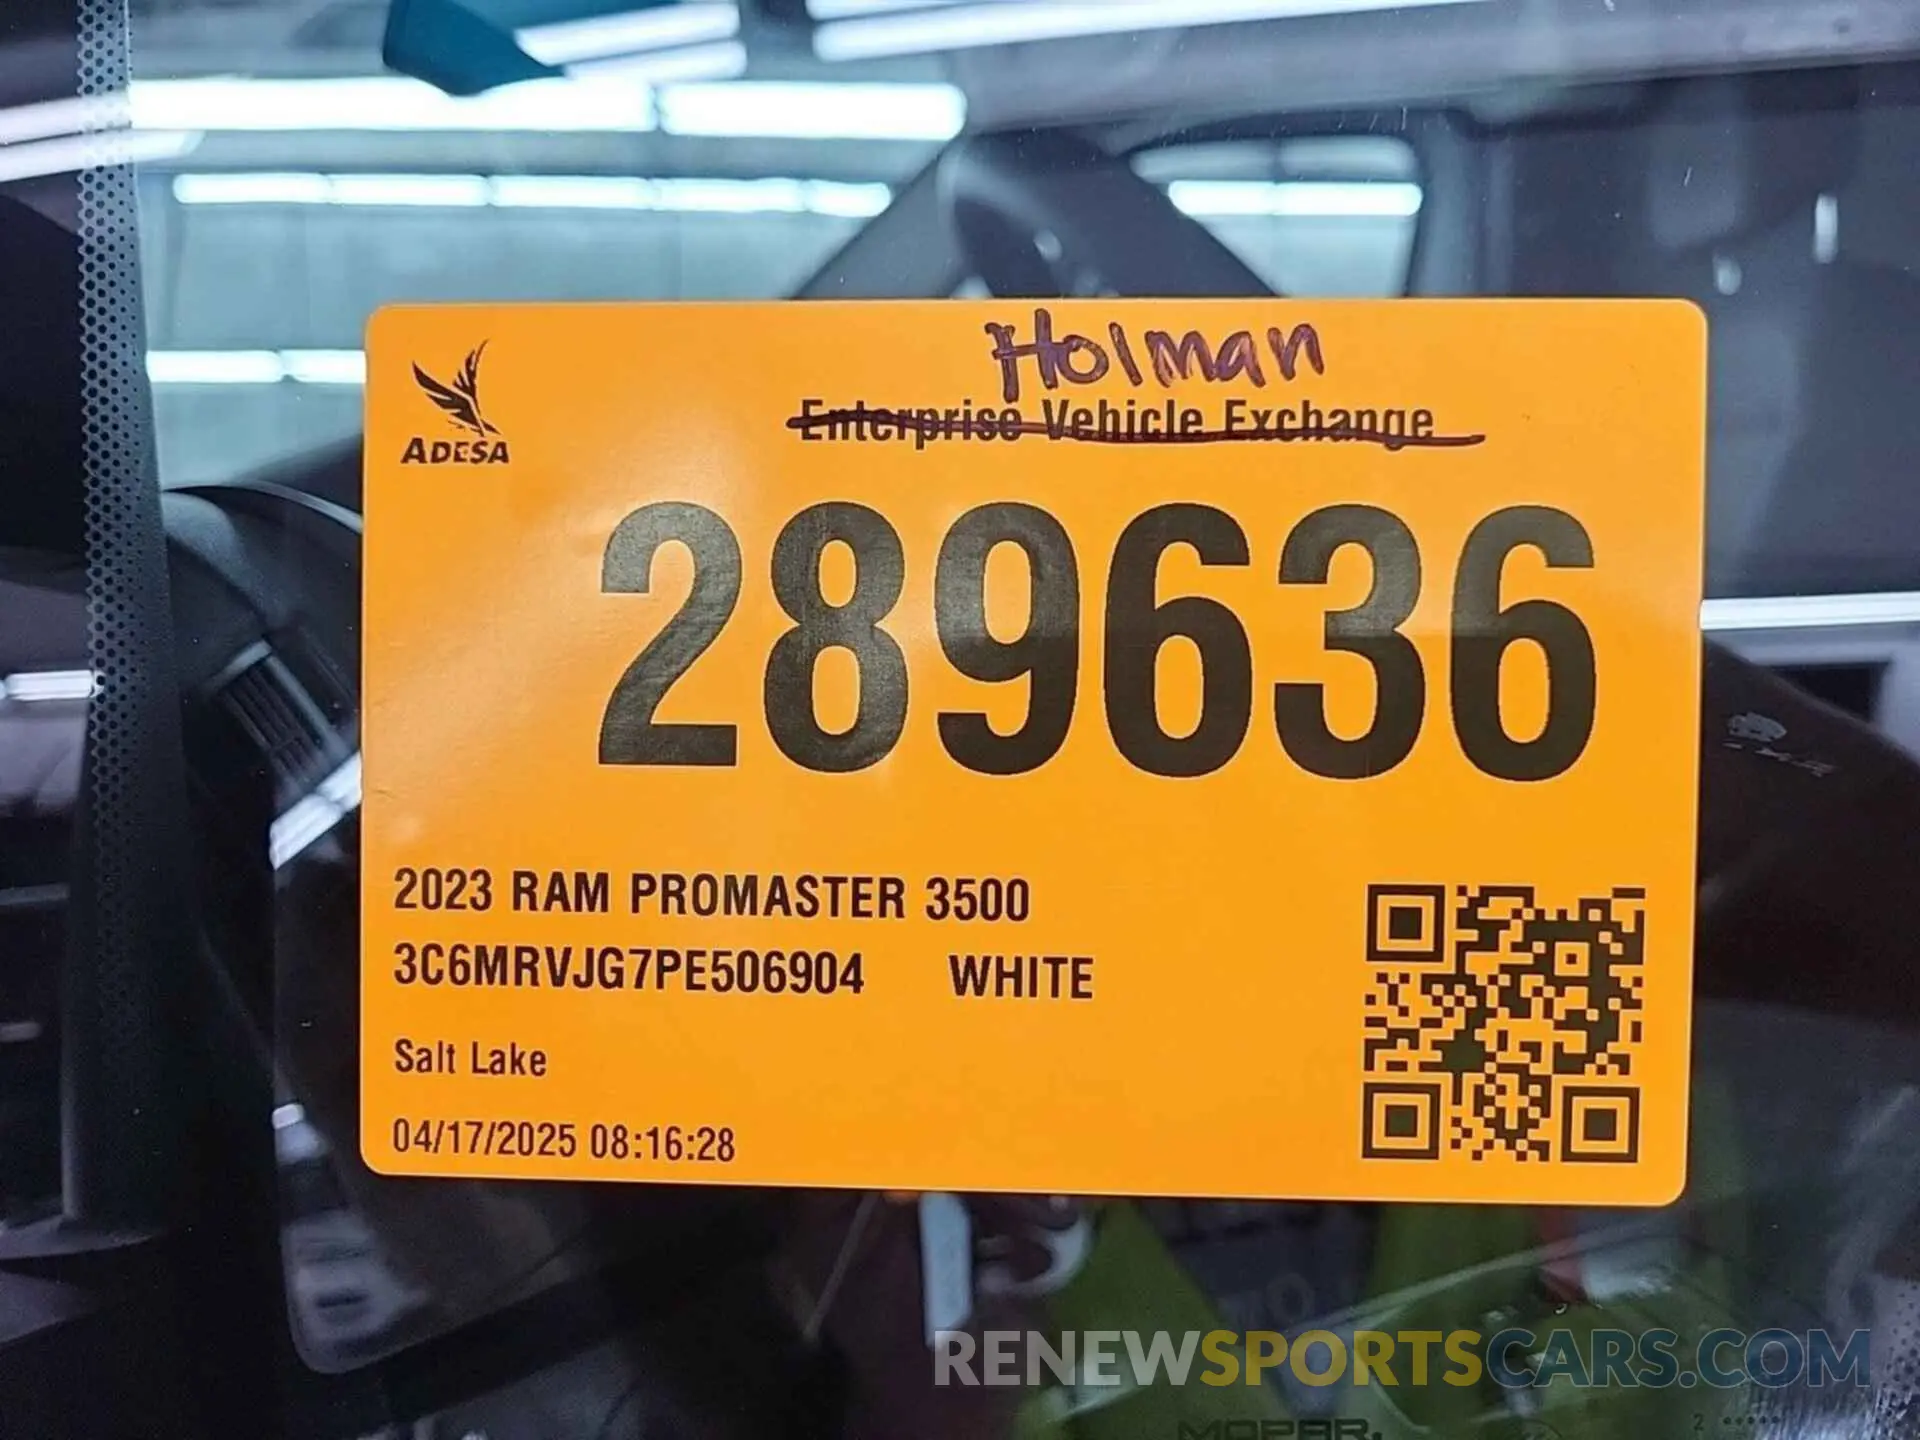 Holman
ADESA
Enterprise Vehicle Exchange
289636
2023 RAM PROMASTER 3500
3C6MRVJG7PE506904 WHITE
Salt Lake
04/17/2025 08:16:28
RENEWSPORTSCARS.COM
MOPAR.